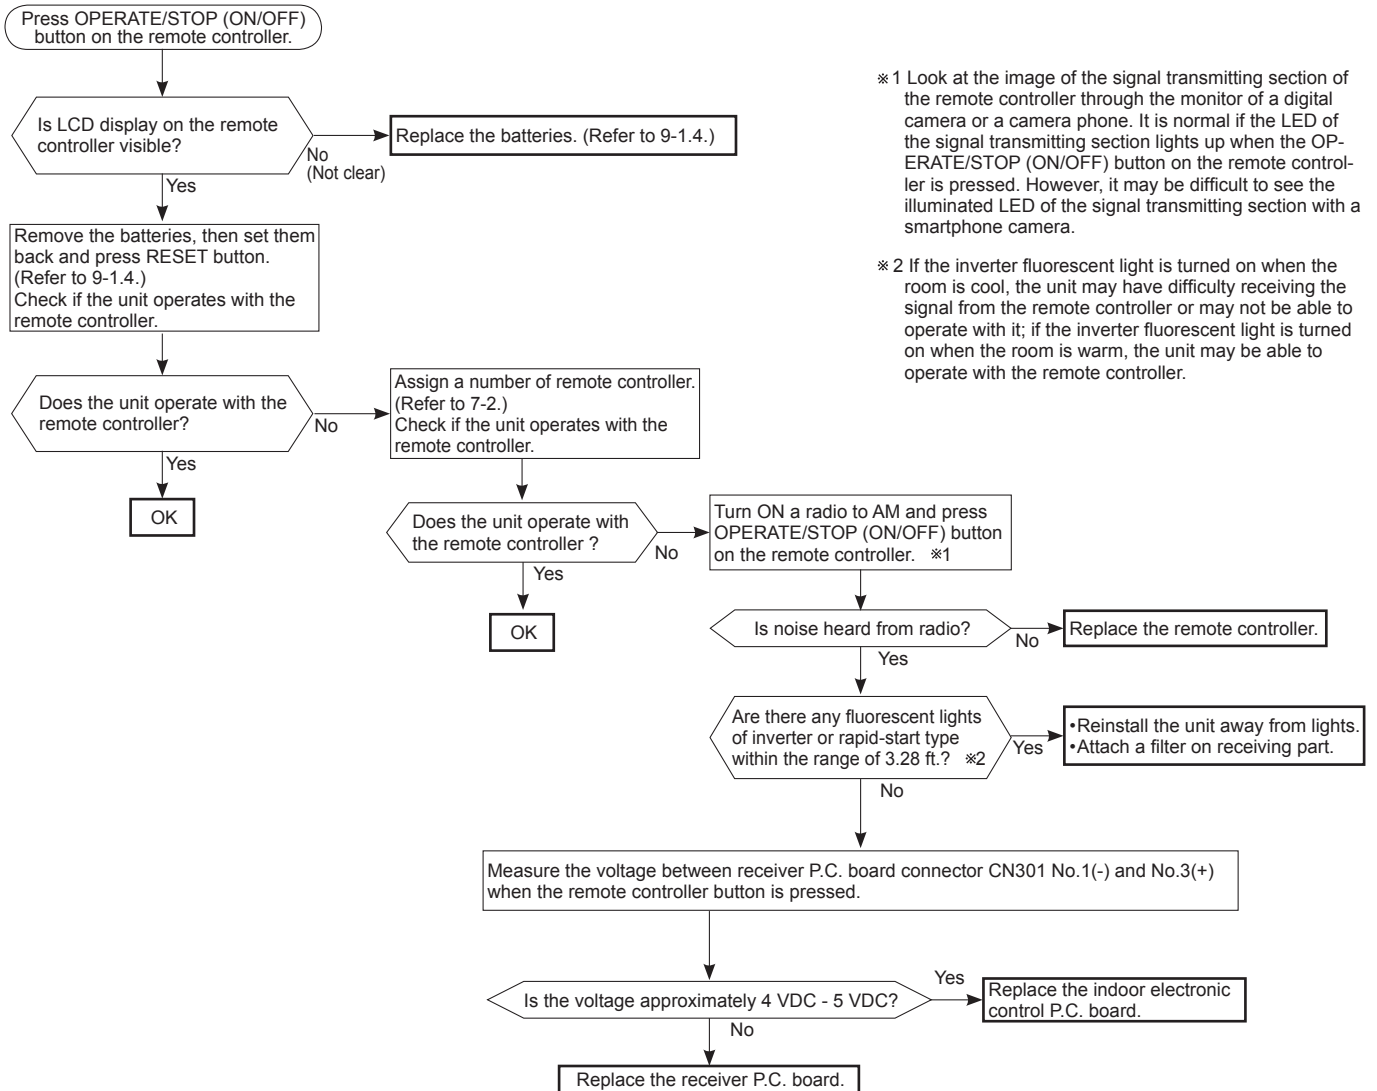 Press OPERATE/STOP (ON/OFF)
button on the remote controller.
Is LCD display on the remote
controller visible?
No
(Not clear)
Replace the batteries. (Refer to 9-1.4.)
Yes
Remove the batteries, then set them
back and press RESET button.
(Refer to 9-1.4.)
Check if the unit operates with the
remote controller.
Does the unit operate with the
remote controller?
No
Yes
OK
Assign a number of remote controller.
(Refer to 7-2.)
Check if the unit operates with the
remote controller.
Does the unit operate with
the remote controller ?
No
Yes
OK
Turn ON a radio to AM and press
OPERATE/STOP (ON/OFF) button
on the remote controller. ※1
Is noise heard from radio?
No
Replace the remote controller.
Yes
Are there any fluorescent lights
of inverter or rapid-start type
within the range of 3.28 ft.? ※2
Yes
•Reinstall the unit away from lights.
•Attach a filter on receiving part.
No
Measure the voltage between receiver P.C. board connector CN301 No.1(-) and No.3(+)
when the remote controller button is pressed.
Is the voltage approximately 4 VDC - 5 VDC?
Yes
Replace the indoor electronic
control P.C. board.
No
Replace the receiver P.C. board.
※1 Look at the image of the signal transmitting section of
the remote controller through the monitor of a digital
camera or a camera phone. It is normal if the LED of
the signal transmitting section lights up when the OP-
ERATE/STOP (ON/OFF) button on the remote control-
ler is pressed. However, it may be difficult to see the
illuminated LED of the signal transmitting section with a
smartphone camera.
※2 If the inverter fluorescent light is turned on when the
room is cool, the unit may have difficulty receiving the
signal from the remote controller or may not be able to
operate with it; if the inverter fluorescent light is turned
on when the room is warm, the unit may be able to
operate with the remote controller.